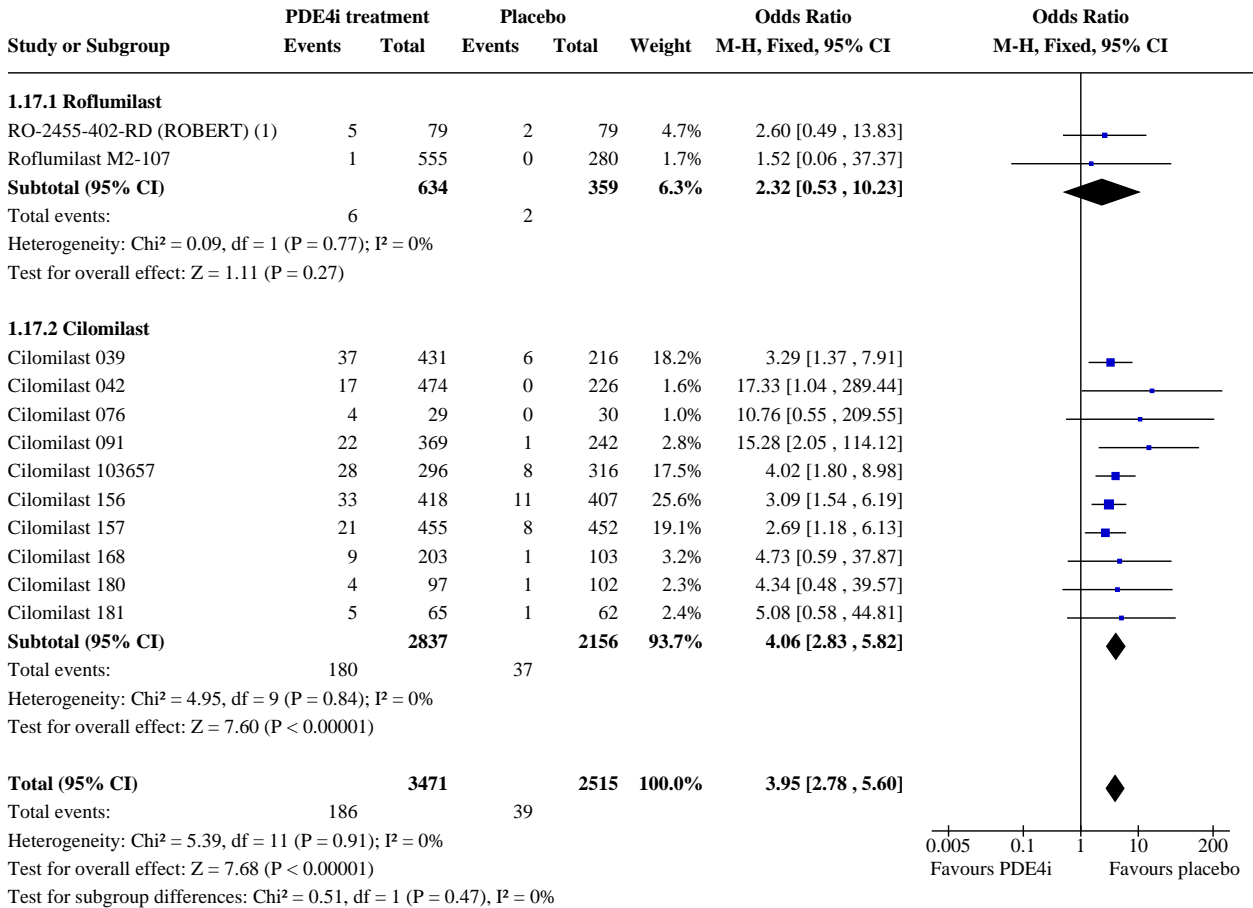 PDE4i treatment Placebo Odds Ratio Odds Ratio
Study or Subgroup Events Total Events Total Weight M-H, Fixed, 95% CI M-H, Fixed, 95% CI
1.17.1 Roflumilast
RO-2455-402-RD (ROBERT) (1) 5 79 2 79 4.7% 2.60 [0.49 , 13.83]
Roflumilast M2-107 1 555 0 280 1.7% 1.52 [0.06 , 37.37]
Subtotal (95% CI) 634 359 6.3% 2.32 [0.53 , 10.23]
Total events: 6 2
Heterogeneity: Chi² = 0.09, df = 1 (P = 0.77); I² = 0%
Test for overall effect: Z = 1.11 (P = 0.27)
1.17.2 Cilomilast
Cilomilast 039 37 431 6 216 18.2% 3.29 [1.37 , 7.91]
Cilomilast 042 17 474 0 226 1.6% 17.33 [1.04 , 289.44]
Cilomilast 076 4 29 0 30 1.0% 10.76 [0.55 , 209.55]
Cilomilast 091 22 369 1 242 2.8% 15.28 [2.05 , 114.12]
Cilomilast 103657 28 296 8 316 17.5% 4.02 [1.80 , 8.98]
Cilomilast 156 33 418 11 407 25.6% 3.09 [1.54 , 6.19]
Cilomilast 157 21 455 8 452 19.1% 2.69 [1.18 , 6.13]
Cilomilast 168 9 203 1 103 3.2% 4.73 [0.59 , 37.87]
Cilomilast 180 4 97 1 102 2.3% 4.34 [0.48 , 39.57]
Cilomilast 181 5 65 1 62 2.4% 5.08 [0.58 , 44.81]
Subtotal (95% CI) 2837 2156 93.7% 4.06 [2.83 , 5.82]
Total events: 180 37
Heterogeneity: Chi² = 4.95, df = 9 (P = 0.84); I² = 0%
Test for overall effect: Z = 7.60 (P < 0.00001)
Total (95% CI) 3471 2515 100.0% 3.95 [2.78 , 5.60]
Total events: 186 39
Heterogeneity: Chi² = 5.39, df = 11 (P = 0.91); I² = 0%
0.005 0.1 1 10 200
Test for overall effect: Z = 7.68 (P < 0.00001) Favours PDE4i Favours placebo
Test for subgroup differences: Chi² = 0.51, df = 1 (P = 0.47), I² = 0%